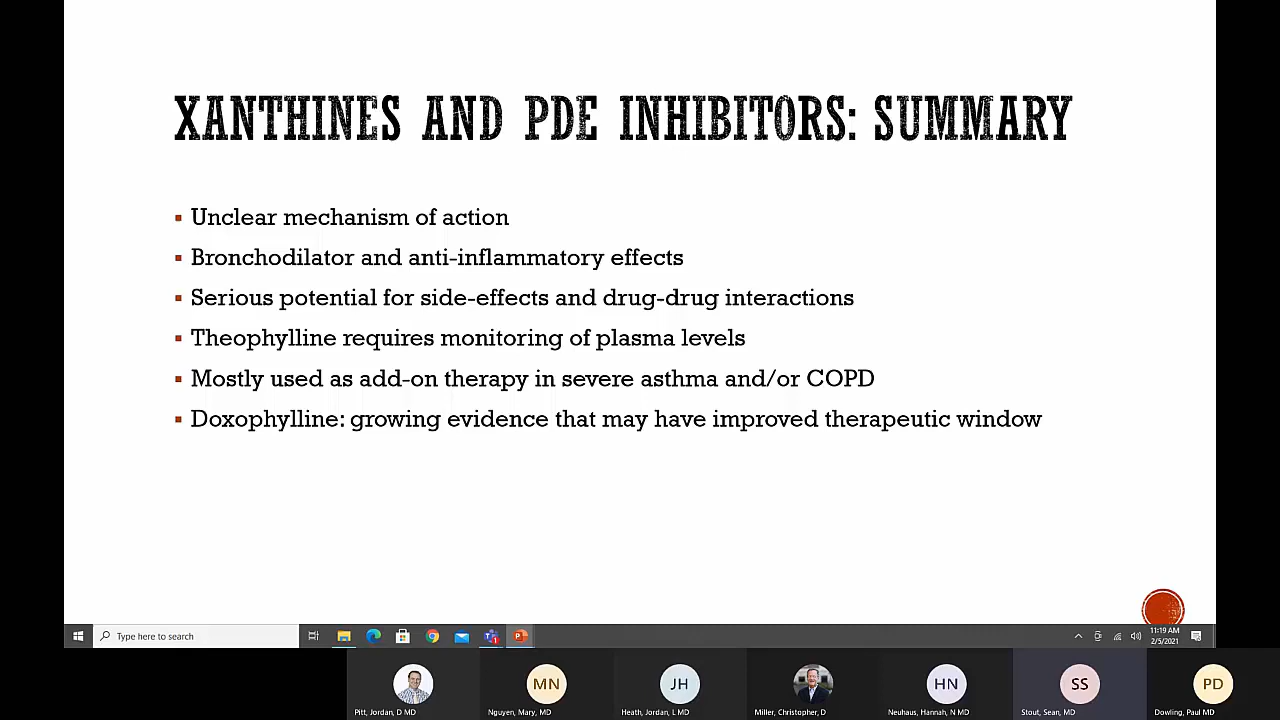 XANTHINES AND PDE INHIBITORS: SUMMARY
Unclear mechanism of action
Bronchodilator and anti-inflammatory effects
Serious potential for side-effects and drug-drug interactions
Theophylline requires monitoring of plasma levels
Mostly used as add-on therapy in severe asthma and/or COPD
Doxophylline: growing evidence that may have improved therapeutic window
Type here to search
11:19 AM
2/5/2021
MN
JH
HN
SS
PD
Pitt, Jordan, D MD
Nguyen, Mary, MD
Heath, Jordan, L MD
Miller, Christopher, D
Neuhaus, Hannah, N MD
Stout, Sean, MD
Dowling, Paul MD